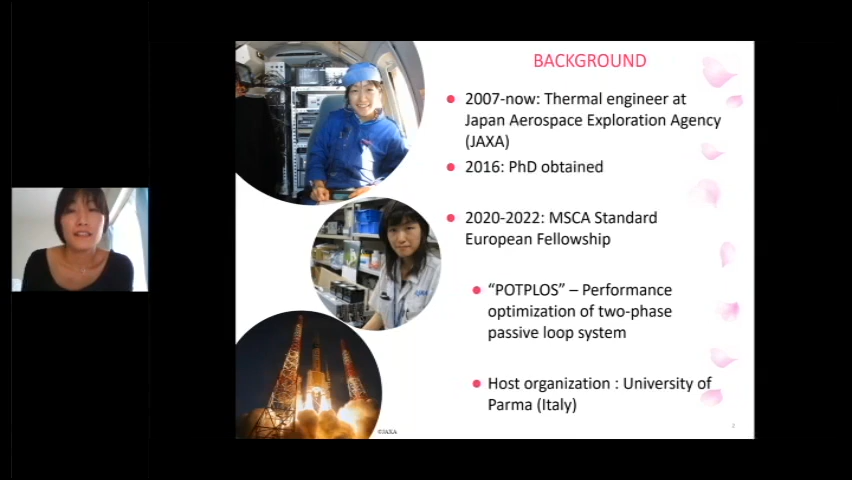 BACKGROUND
2007-now: Thermal engineer at
Japan Aerospace Exploration Agency
(JAXA)
2016: PhD obtained
2020-2022: MSCA Standard
European Fellowship
“POTPLOS” – Performance
optimization of two-phase
passive loop system
Host organization : University of
Parma (Italy)
©JAXA
2